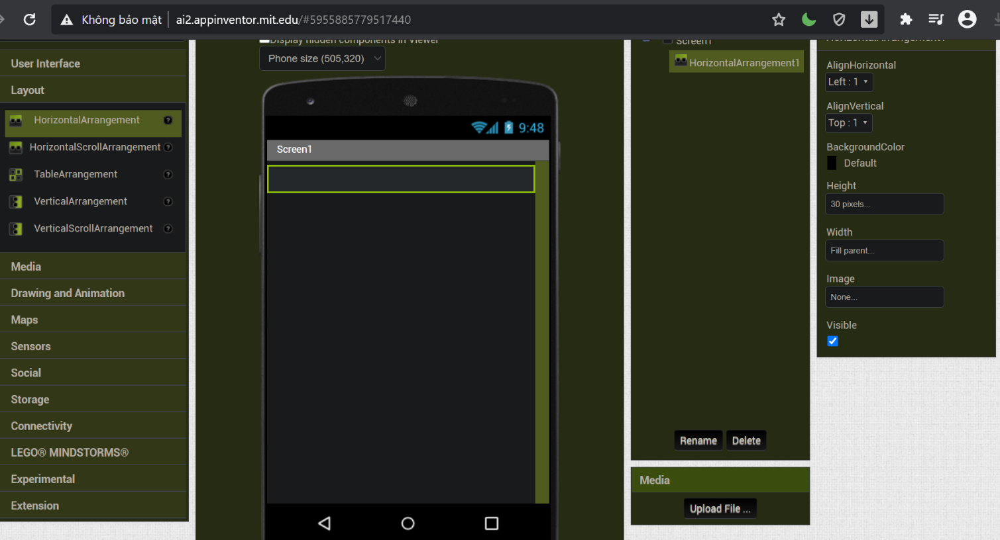 Không bảo mật
ai2.appinventor.mit.edu/#5955885779517440
User Interface
Layout
HorizontalArrangement
HorizontalScrollArrangement
TableArrangement
VerticalArrangement
VerticalScrollArrangement
Media
Drawing and Animation
Maps
Sensors
Social
Storage
Connectivity
LEGO® MINDSTORMS®
Experimental
Extension
Display hidden components in Viewer
Phone size (505,320)
9:48
Screen1
Screen1
HorizontalArrangement1
Rename
Delete
Media
Upload File ...
HorizontalArrangement1
AlignHorizontal
Left : 1
AlignVertical
Top : 1
BackgroundColor
Default
Height
30 pixels...
Width
Fill parent...
Image
None...
Visible